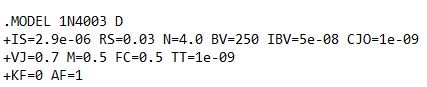 .MODEL 1N4003 D
+IS=2.9e-06 RS=0.03 N=4.0 BV=250 IBV=5e-08 CJO=1e-09
+VJ=0.7 M=0.5 FC=0.5 TT=1e-09
+KF=0 AF=1